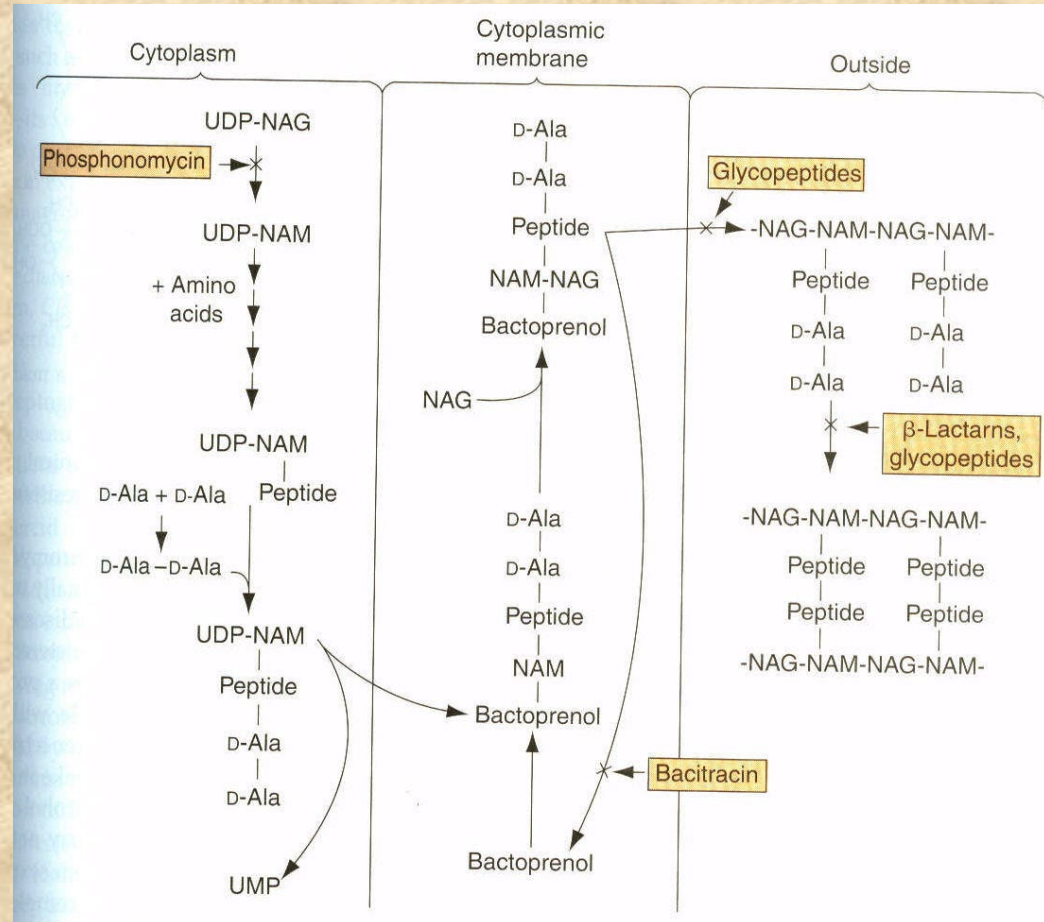 Cytoplasm
Cytoplasmic
membrane
Outside
UDP-NAG
Phosphonomycin
UDP-NAM
+ Amino
acids
UDP-NAM
Peptide
D-Ala + D-Ala
D-Ala–D-Ala
UDP-NAM
Peptide
D-Ala
D-Ala
UMP
D-Ala
D-Ala
Peptide
NAM-NAG
Bactoprenol
NAG
D-Ala
D-Ala
Peptide
NAM
Bactoprenol
Bacitracin
Bactoprenol
Glycopeptides
-NAG-NAM-NAG-NAM-
Peptide Peptide
D-Ala D-Ala
D-Ala D-Ala
β-Lactarns,
glycopeptides
-NAG-NAM-NAG-NAM-
Peptide Peptide
Peptide Peptide
-NAG-NAM-NAG-NAM-